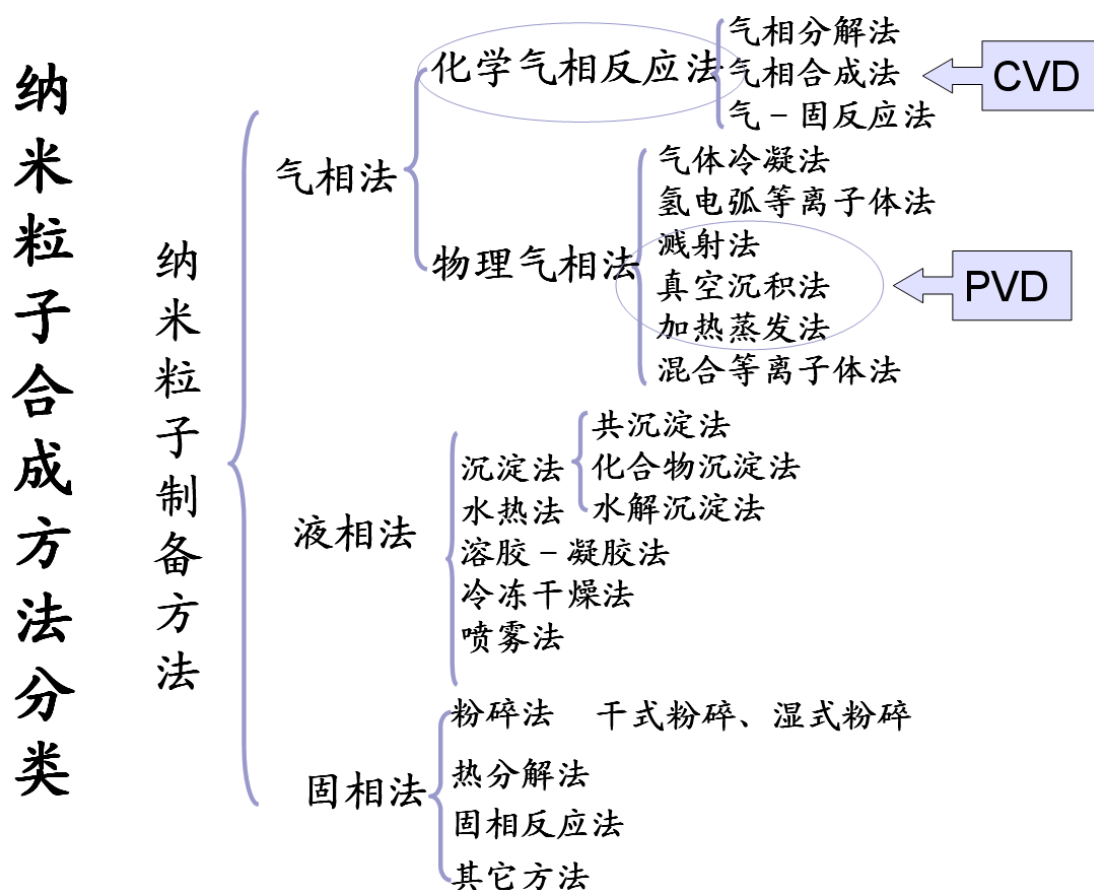 纳米粒子合成方法分类
纳米粒子制备方法
气相法
化学气相反应法
气相分解法
气相合成法
气－固反应法
CVD
物理气相法
气体冷凝法
氢电弧等离子体法
溅射法
真空沉积法
加热蒸发法
混合等离子体法
PVD
液相法
沉淀法
共沉淀法
化合物沉淀法
水解沉淀法
水热法
溶胶－凝胶法
冷冻干燥法
喷雾法
固相法
粉碎法 干式粉碎、湿式粉碎
热分解法
固相反应法
其它方法